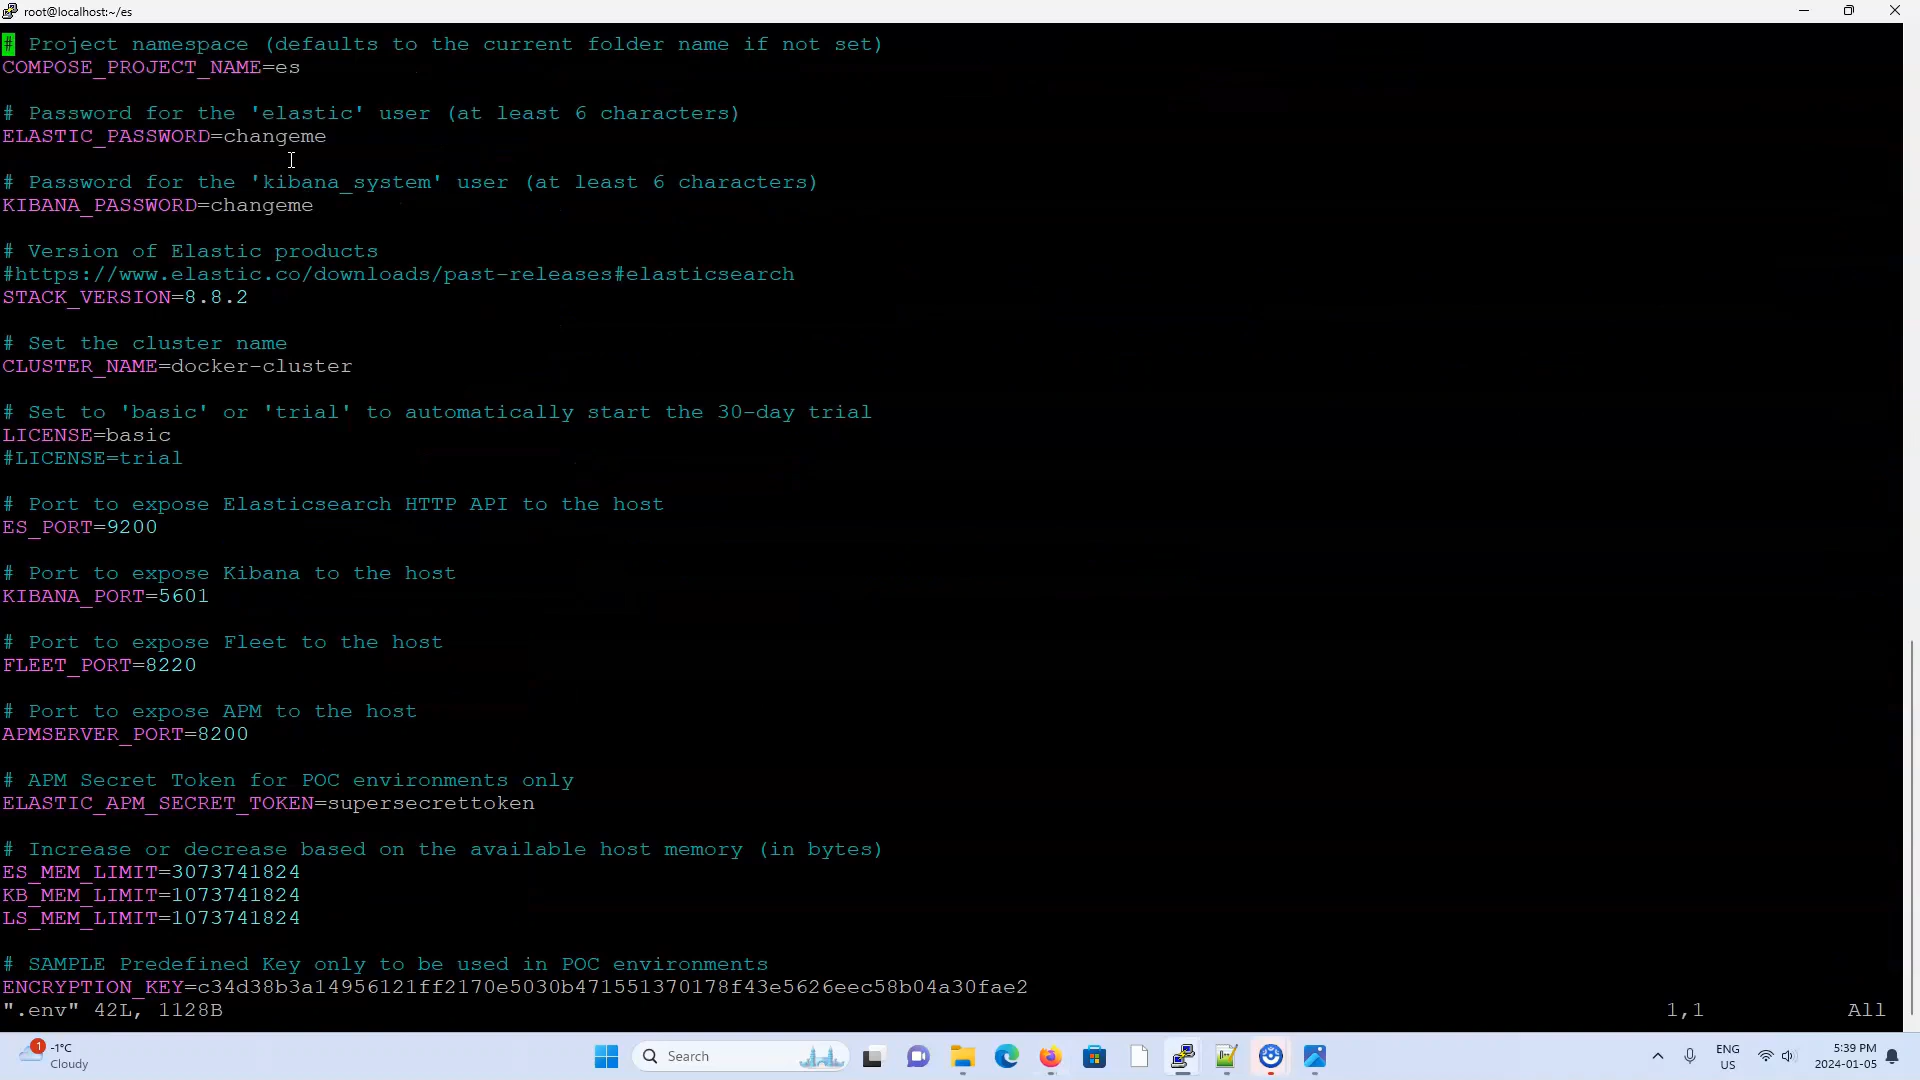 root@localhost:~/es
# Project namespace (defaults to the current folder name if not set)
COMPOSE_PROJECT_NAME=es
# Password for the 'elastic' user (at least 6 characters)
ELASTIC_PASSWORD=changeme
# Password for the 'kibana_system' user (at least 6 characters)
KIBANA_PASSWORD=changeme
# Version of Elastic products
#https://www.elastic.co/downloads/past-releases#elasticsearch
STACK_VERSION=8.8.2
# Set the cluster name
CLUSTER_NAME=docker-cluster
# Set to 'basic' or 'trial' to automatically start the 30-day trial
LICENSE=basic
#LICENSE=trial
# Port to expose Elasticsearch HTTP API to the host
ES_PORT=9200
# Port to expose Kibana to the host
KIBANA_PORT=5601
# Port to expose Fleet to the host
FLEET_PORT=8220
# Port to expose APM to the host
APMSERVER_PORT=8200
# APM Secret Token for POC environments only
ELASTIC_APM_SECRET_TOKEN=supersecrettoken
# Increase or decrease based on the available host memory (in bytes)
ES_MEM_LIMIT=3073741824
KB_MEM_LIMIT=1073741824
LS_MEM_LIMIT=1073741824
# SAMPLE Predefined Key only to be used in POC environments
ENCRYPTION_KEY=c34d38b3a14956121ff2170e5030b471551370178f43e5626eec58b04a30fae2
".env" 42L, 1128B 1,1 All
1
-1°C
Cloudy
Search
ENG
US
5:39 PM
2024-01-05